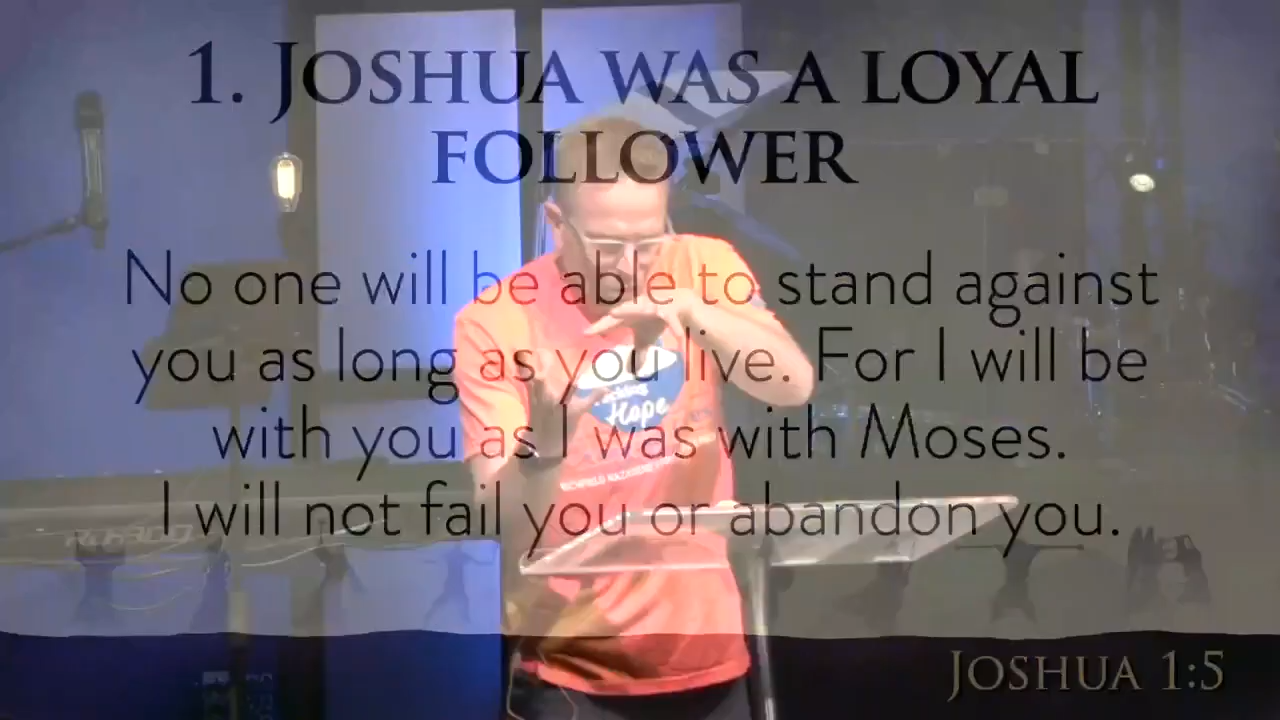 1. JOSHUA WAS A LOYAL
FOLLOWER
No one will be able to stand against
you as long as you live. For I will be
with you as I was with Moses.
I will not fail you or abandon you.
Hope
JOSHUA 1:5